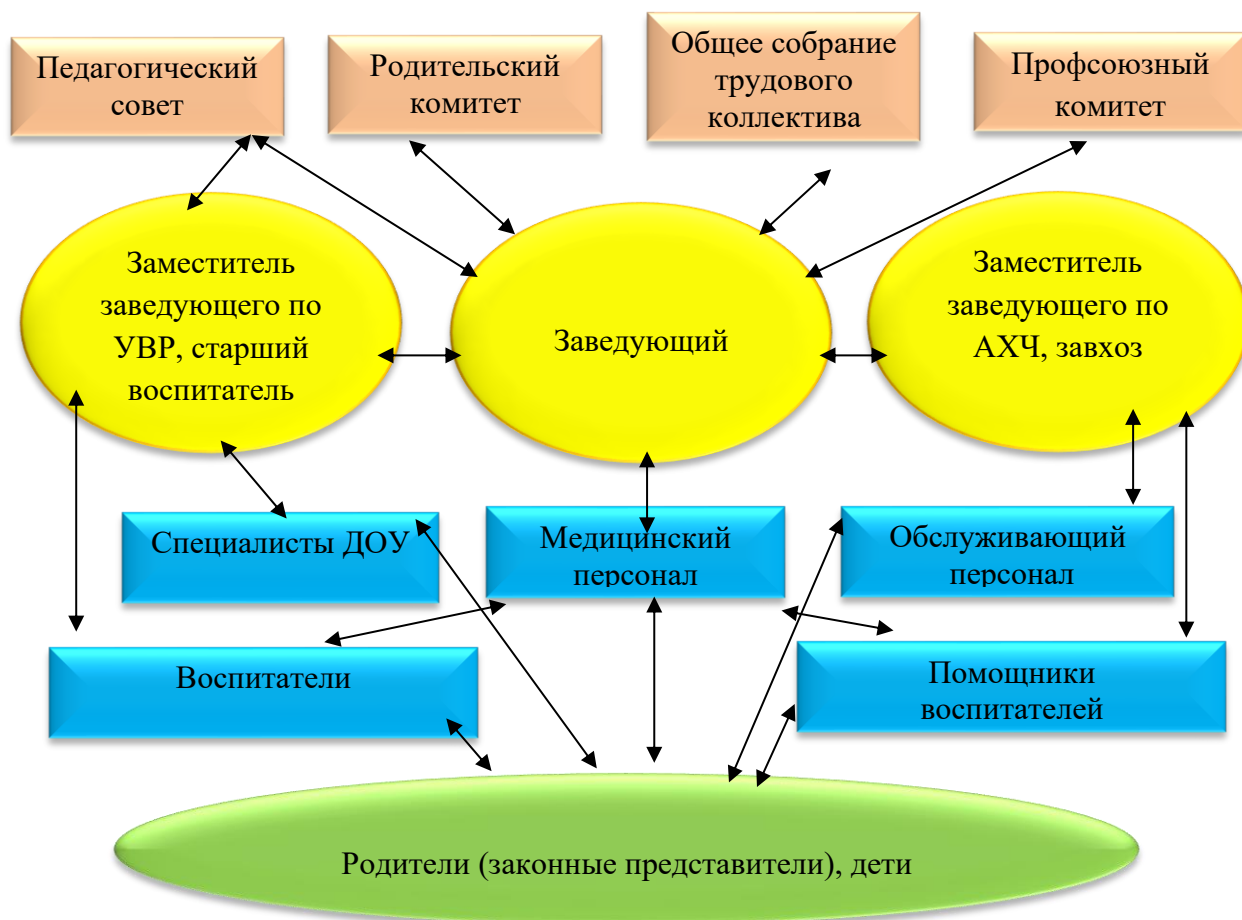 Педагогический
совет
Родительский
комитет
Общее собрание
трудового
коллектива
Профсоюзный
комитет
Заместитель
заведующего по
УВР, старший
воспитатель
Заведующий
Заместитель
заведующего по
АХЧ, завхоз
Специалисты ДОУ
Медицинский
персонал
Обслуживающий
персонал
Воспитатели
Помощники
воспитателей
Родители (законные представители), дети